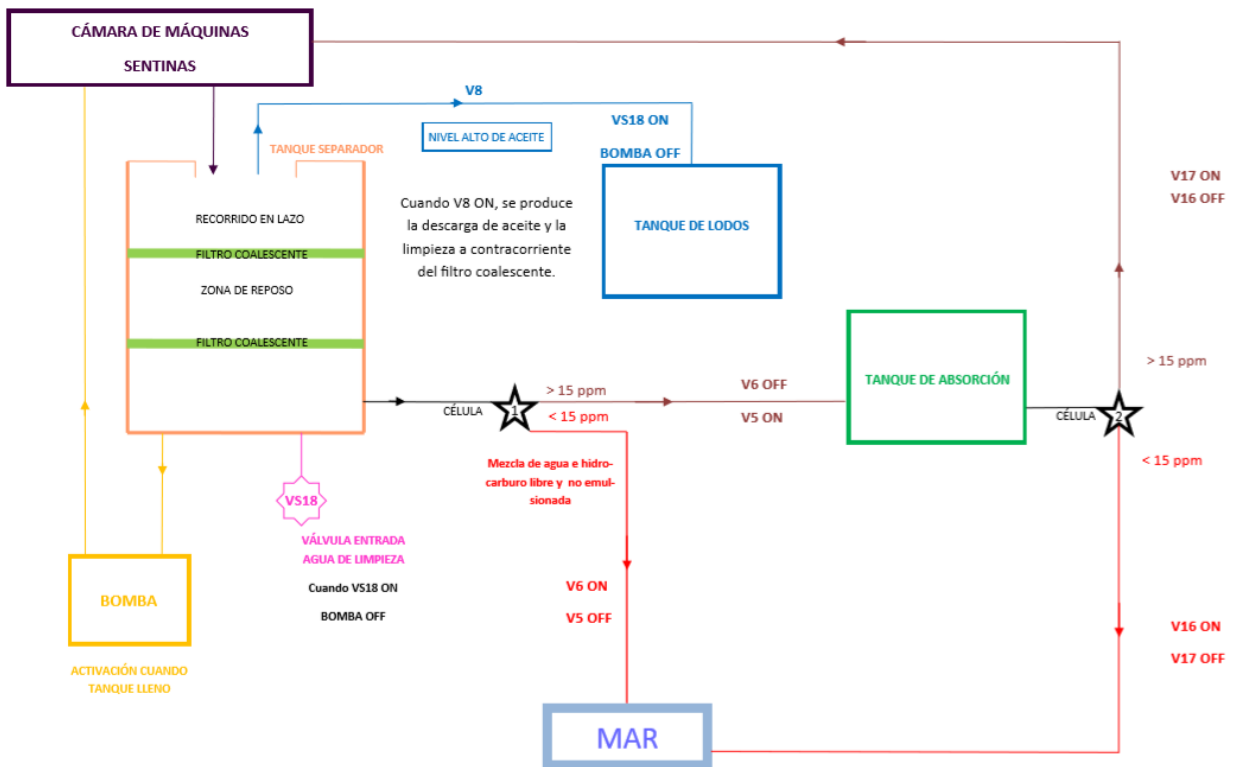 CÁMARA DE MÁQUINAS
SENTINAS
V8
NIVEL ALTO DE ACEITE
VS18 ON
BOMBA OFF
TANQUE SEPARADOR
RECORRIDO EN LAZO
FILTRO COALESCENTE
ZONA DE REPOSO
FILTRO COALESCENTE
Cuando V8 ON, se produce
la descarga de aceite y la
limpieza a contracorriente
del filtro coalescente.
TANQUE DE LODOS
V17 ON
V16 OFF
CÉLULA
1
> 15 ppm
< 15 ppm
V6 OFF
V5 ON
TANQUE DE ABSORCIÓN
CÉLULA
2
> 15 ppm
< 15 ppm
Mezcla de agua e hidro-
carburo libre y no emul-
sionada
VS18
VÁLVULA ENTRADA
AGUA DE LIMPIEZA
Cuando VS18 ON
BOMBA OFF
BOMBA
ACTIVACIÓN CUANDO
TANQUE LLENO
V6 ON
V5 OFF
V16 ON
V17 OFF
MAR